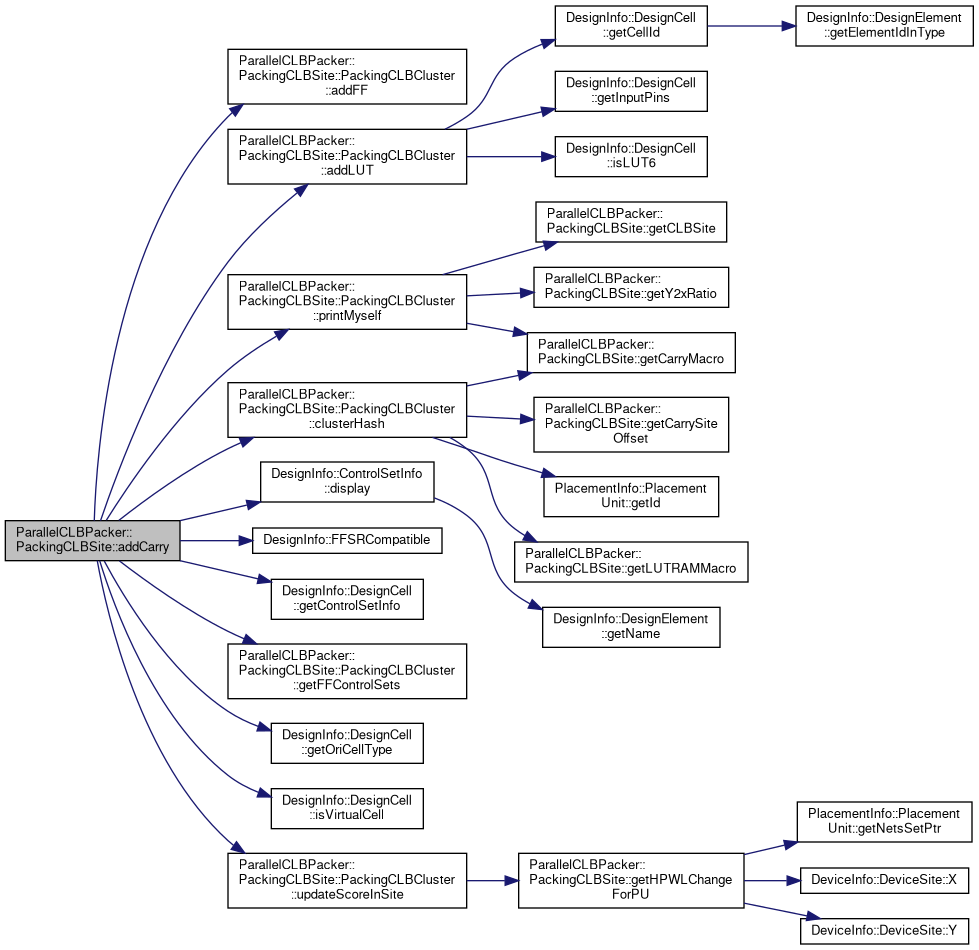 ParallelCLBPacker::
PackingCLBSite::addCarry
ParallelCLBPacker::
PackingCLBSite::PackingCLBCluster
::addFF
ParallelCLBPacker::
PackingCLBSite::PackingCLBCluster
::addLUT
DesignInfo::DesignCell
::getCellId
DesignInfo::DesignElement
::getElementIdInType
DesignInfo::DesignCell
::getInputPins
DesignInfo::DesignCell
::isLUT6
ParallelCLBPacker::
PackingCLBSite::PackingCLBCluster
::printMyself
ParallelCLBPacker::
PackingCLBSite::getCLBSite
ParallelCLBPacker::
PackingCLBSite::getY2xRatio
ParallelCLBPacker::
PackingCLBSite::getCarryMacro
ParallelCLBPacker::
PackingCLBSite::PackingCLBCluster
::clusterHash
ParallelCLBPacker::
PackingCLBSite::getCarrySite
Offset
PlacementInfo::Placement
Unit::getId
ParallelCLBPacker::
PackingCLBSite::getLUTRAMMacro
DesignInfo::ControlSetInfo
::display
DesignInfo::DesignElement
::getName
DesignInfo::FFSRCompatible
DesignInfo::DesignCell
::getControlSetInfo
ParallelCLBPacker::
PackingCLBSite::PackingCLBCluster
::getFFControlSets
DesignInfo::DesignCell
::getOriCellType
DesignInfo::DesignCell
::isVirtualCell
ParallelCLBPacker::
PackingCLBSite::PackingCLBCluster
::updateScoreInSite
ParallelCLBPacker::
PackingCLBSite::getHPWLChange
ForPU
PlacementInfo::Placement
Unit::getNetsSetPtr
DeviceInfo::DeviceSite::X
DeviceInfo::DeviceSite::Y